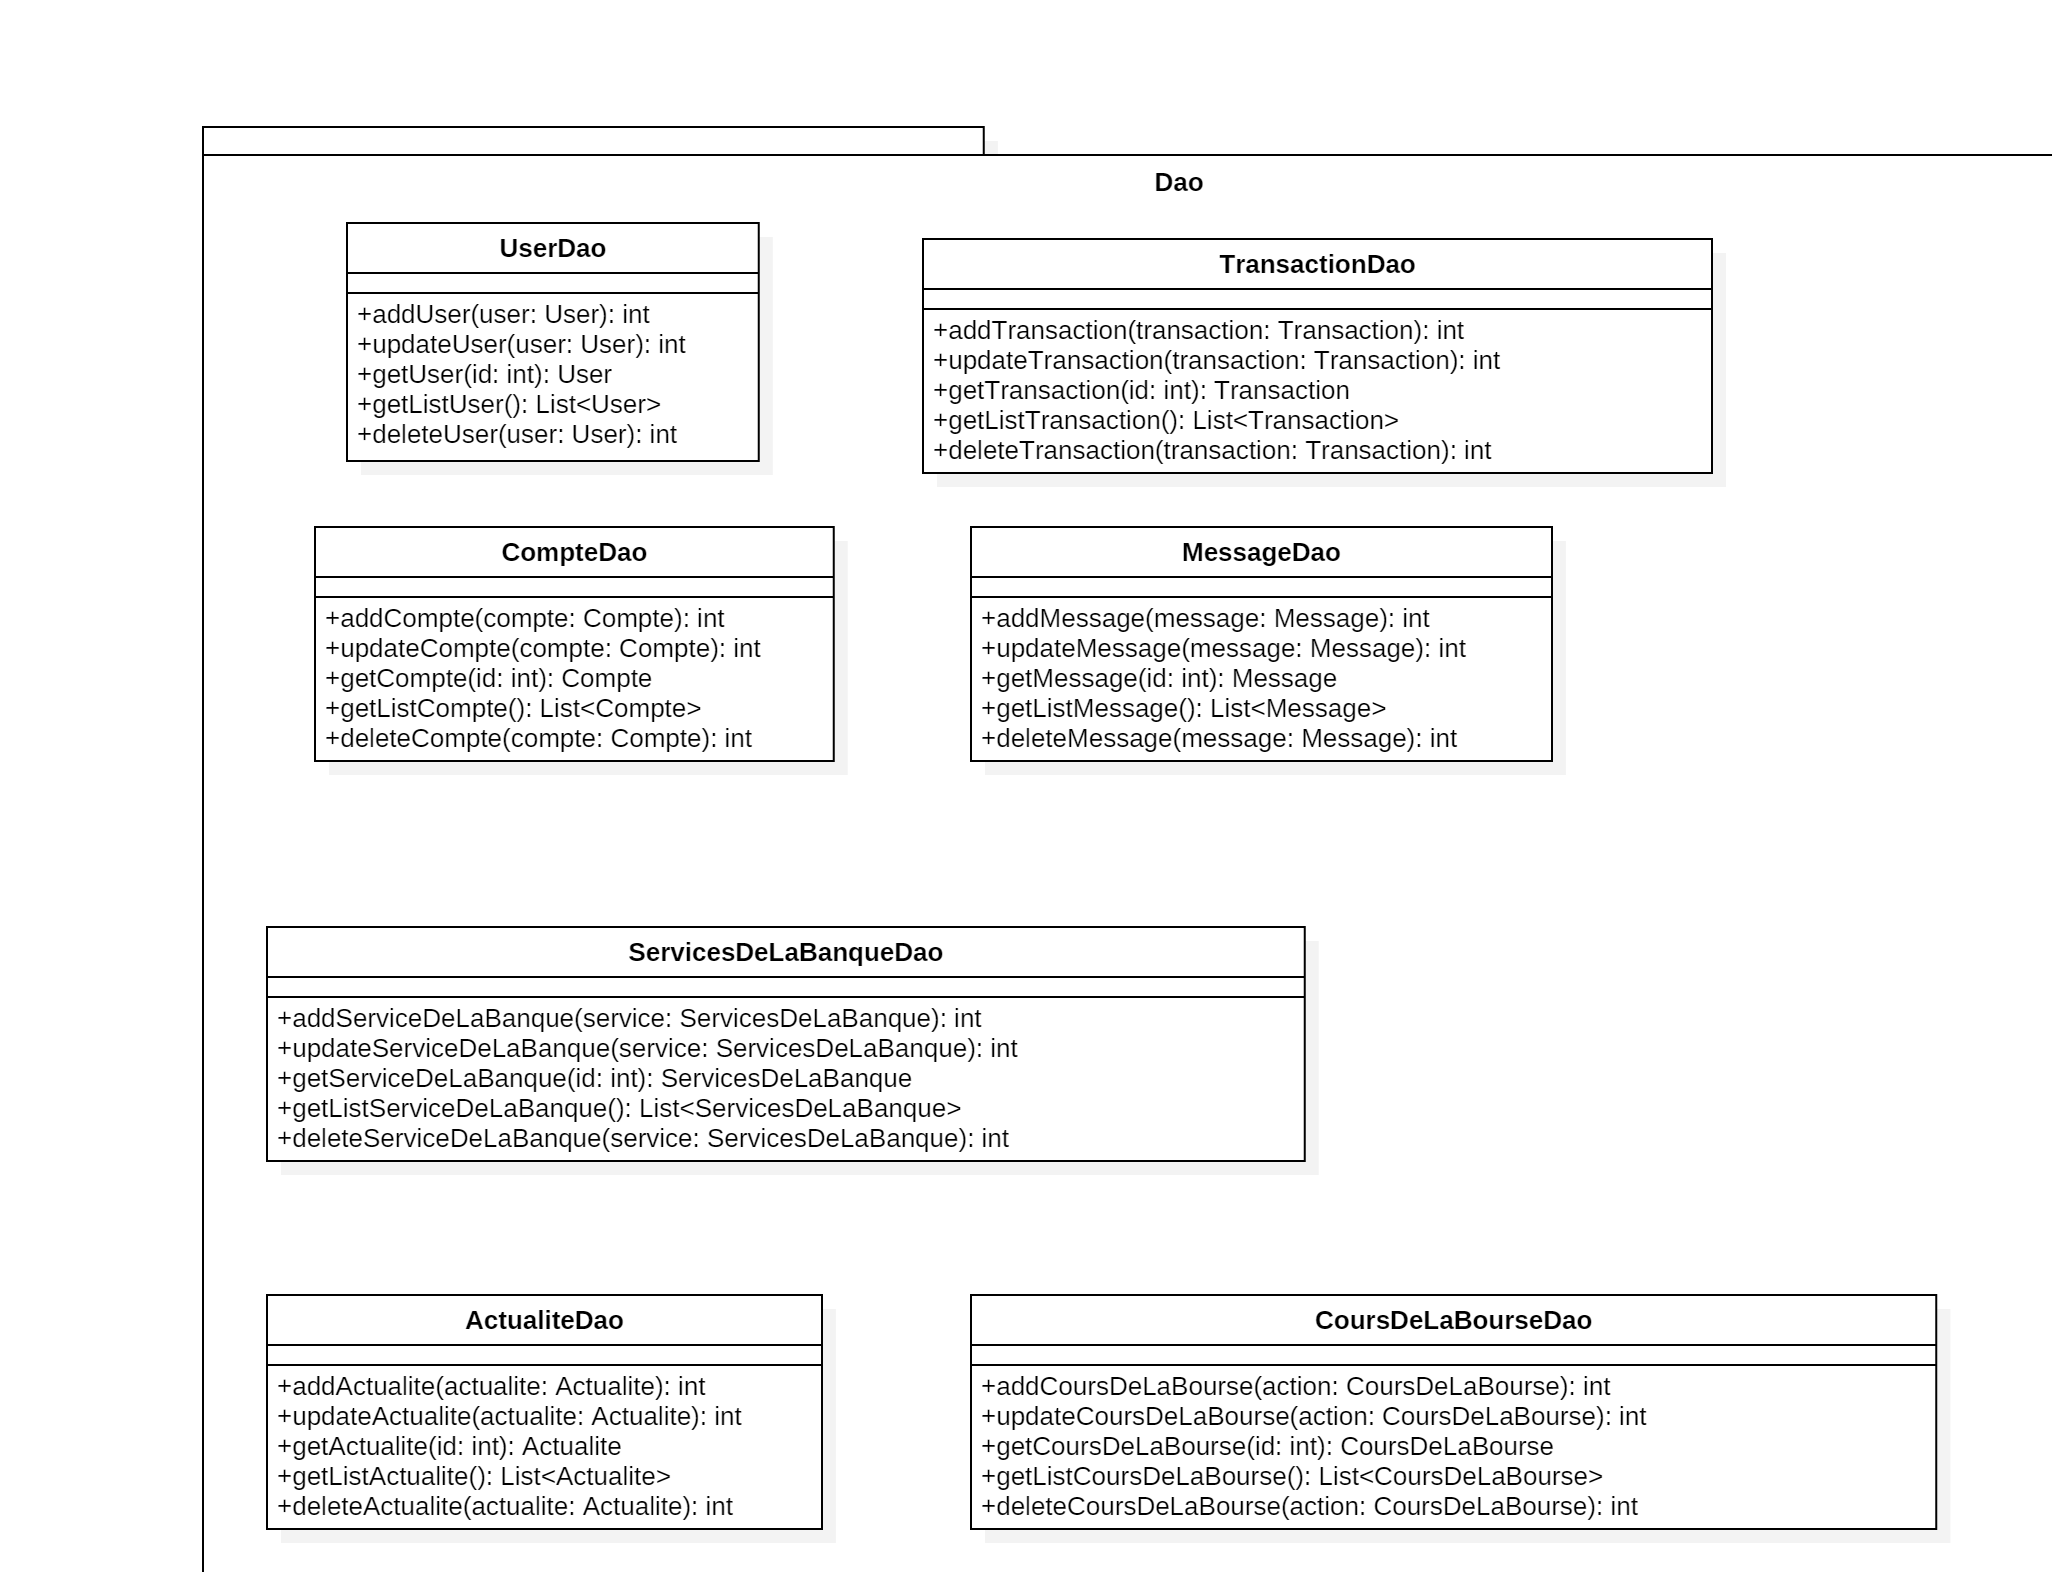 Dao
UserDao
+addUser(user: User): int
+updateUser(user: User): int
+getUser(id: int): User
+getListUser(): List<User>
+deleteUser(user: User): int
TransactionDao
+addTransaction(transaction: Transaction): int
+updateTransaction(transaction: Transaction): int
+getTransaction(id: int): Transaction
+getListTransaction(): List<Transaction>
+deleteTransaction(transaction: Transaction): int
CompteDao
+addCompte(compte: Compte): int
+updateCompte(compte: Compte): int
+getCompte(id: int): Compte
+getListCompte(): List<Compte>
+deleteCompte(compte: Compte): int
MessageDao
+addMessage(message: Message): int
+updateMessage(message: Message): int
+getMessage(id: int): Message
+getListMessage(): List<Message>
+deleteMessage(message: Message): int
ServicesDeLaBanqueDao
+addServiceDeLaBanque(service: ServicesDeLaBanque): int
+updateServiceDeLaBanque(service: ServicesDeLaBanque): int
+getServiceDeLaBanque(id: int): ServicesDeLaBanque
+getListServiceDeLaBanque(): List<ServicesDeLaBanque>
+deleteServiceDeLaBanque(service: ServicesDeLaBanque): int
ActualiteDao
+addActualite(actualite: Actualite): int
+updateActualite(actualite: Actualite): int
+getActualite(id: int): Actualite
+getListActualite(): List<Actualite>
+deleteActualite(actualite: Actualite): int
CoursDeLaBourseDao
+addCoursDeLaBourse(action: CoursDeLaBourse): int
+updateCoursDeLaBourse(action: CoursDeLaBourse): int
+getCoursDeLaBourse(id: int): CoursDeLaBourse
+getListCoursDeLaBourse(): List<CoursDeLaBourse>
+deleteCoursDeLaBourse(action: CoursDeLaBourse): int